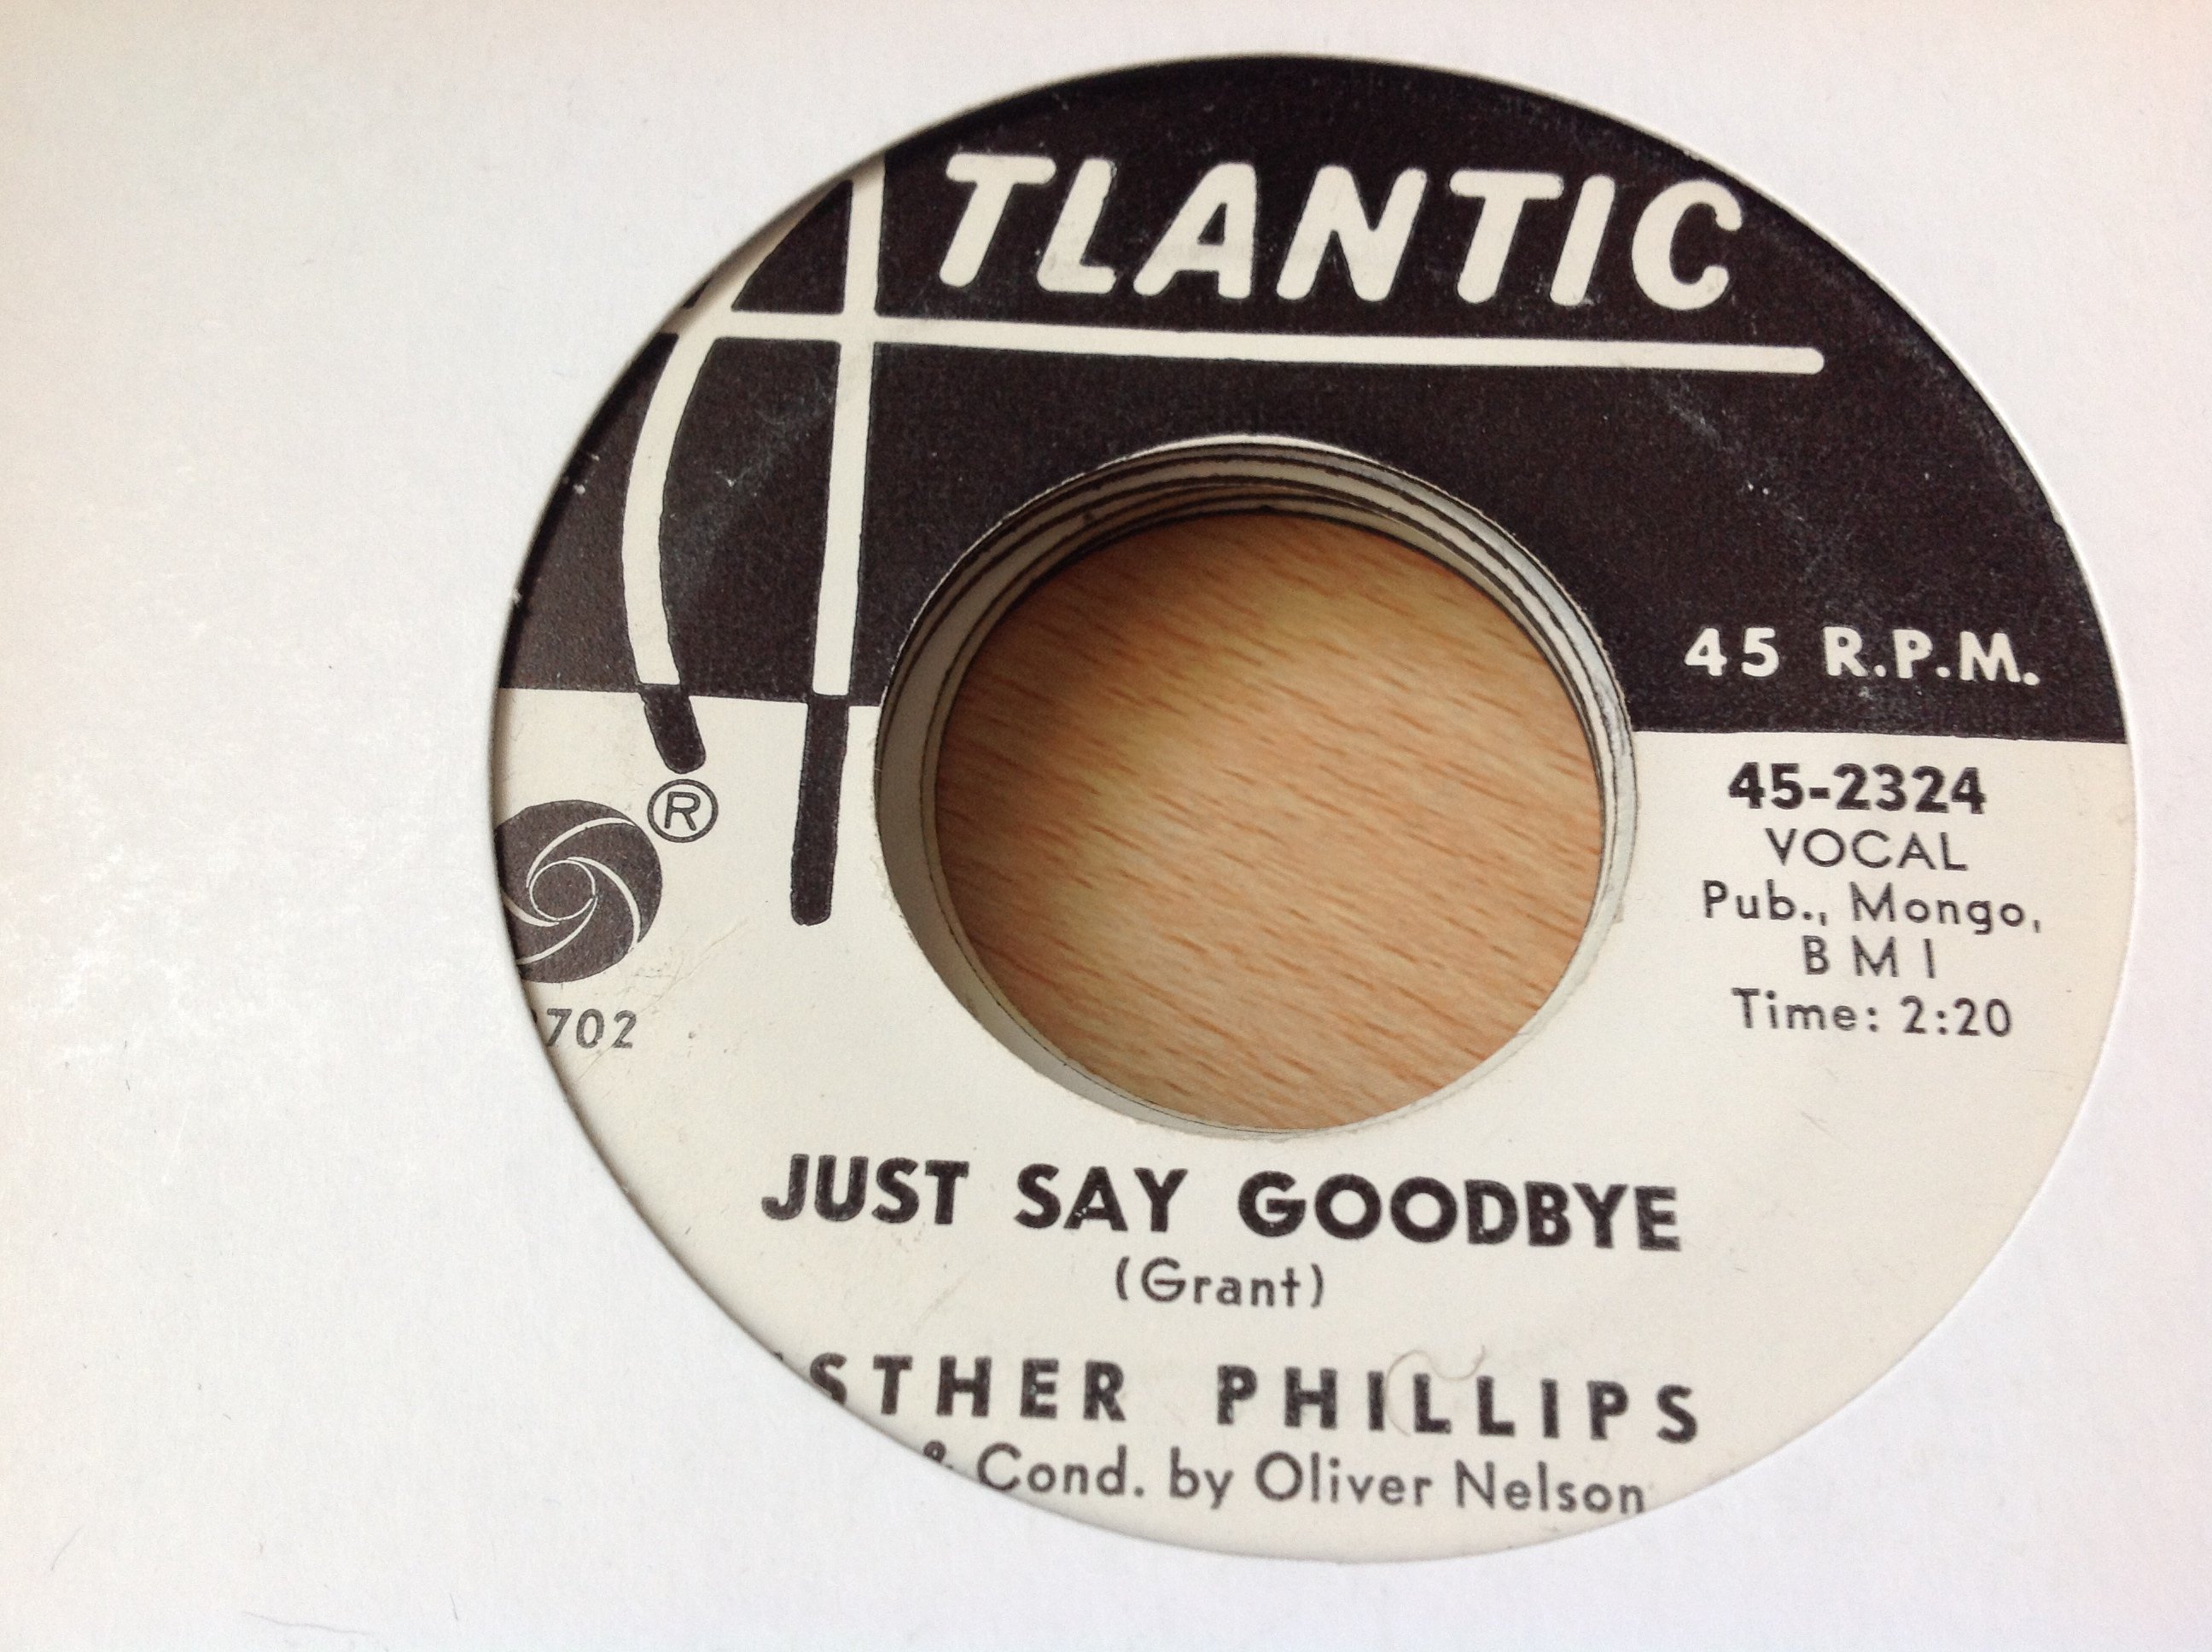 ATLANTIC
45 R.P.M.
45-2324
VOCAL
Pub., Mongo,
BMI
Time: 2:20
®
702
JUST SAY GOODBYE
(Grant)
STHER PHILLIPS
& Cond. by Oliver Nelson